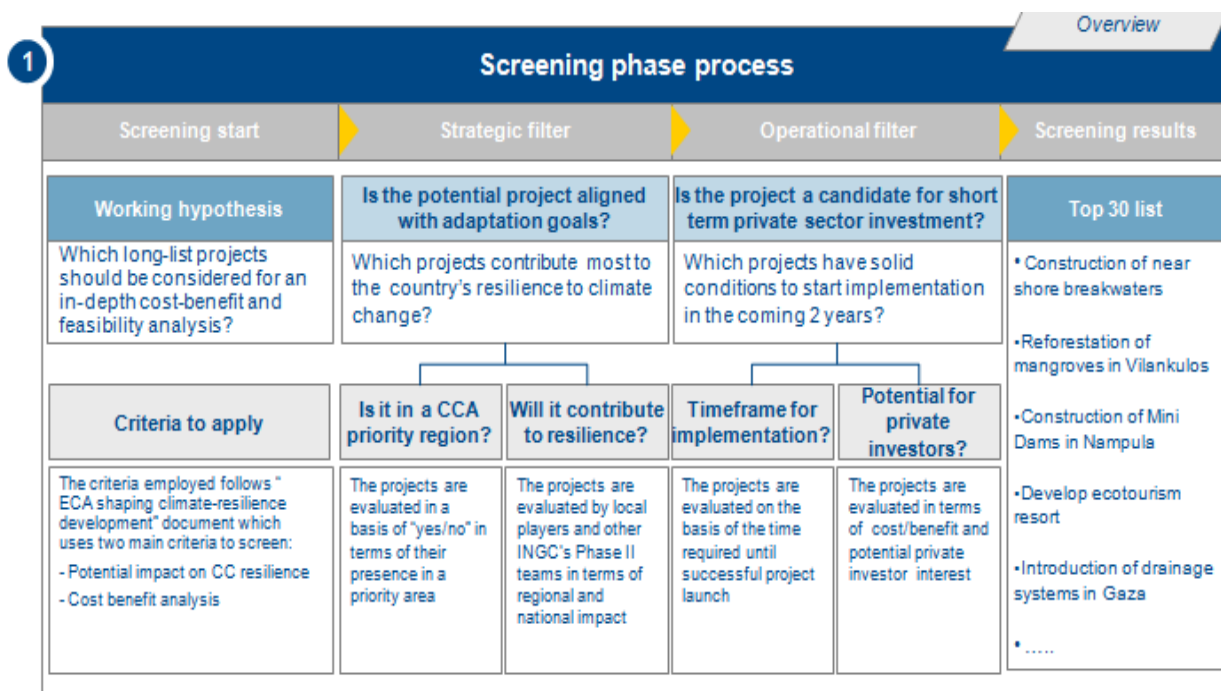 Overview
1
Screening phase process
Screening start
Strategic filter
Operational filter
Screening results
Working hypothesis
Which long-list projects
should be considered for an
in-depth cost-benefit and
feasibility analysis?
Is the potential project aligned
with adaptation goals?
Which projects contribute most to
the country's resilience to climate
change?
Is the project a candidate for short
term private sector investment?
Which projects have solid
conditions to start implementation
in the coming 2 years?
Criteria to apply
The criteria employed follows "
ECA shaping climate-resilience
development" document which
uses two main criteria to screen:
- Potential impact on CC resilience
- Cost benefit analysis
Is it in a CCA
priority region?
The projects are
evaluated in a
basis of "yes/no" in
terms of their
presence in a
priority area
Will it contribute
to resilience?
The projects are
evaluated by local
players and other
INGC's Phase II
teams in terms of
regional and
national impact
Timeframe for
implementation?
The projects are
evaluated on the
basis of the time
required until
successful project
launch
Potential for
private
investors?
The projects are
evaluated in terms
of cost/benefit and
potential private
investor interest
Top 30 list
• Construction of near
shore breakwaters
•Reforestation of
mangroves in Vilankulos
•Construction of Mini
Dams in Nampula
•Develop ecotourism
resort
•Introduction of drainage
systems in Gaza
• .....